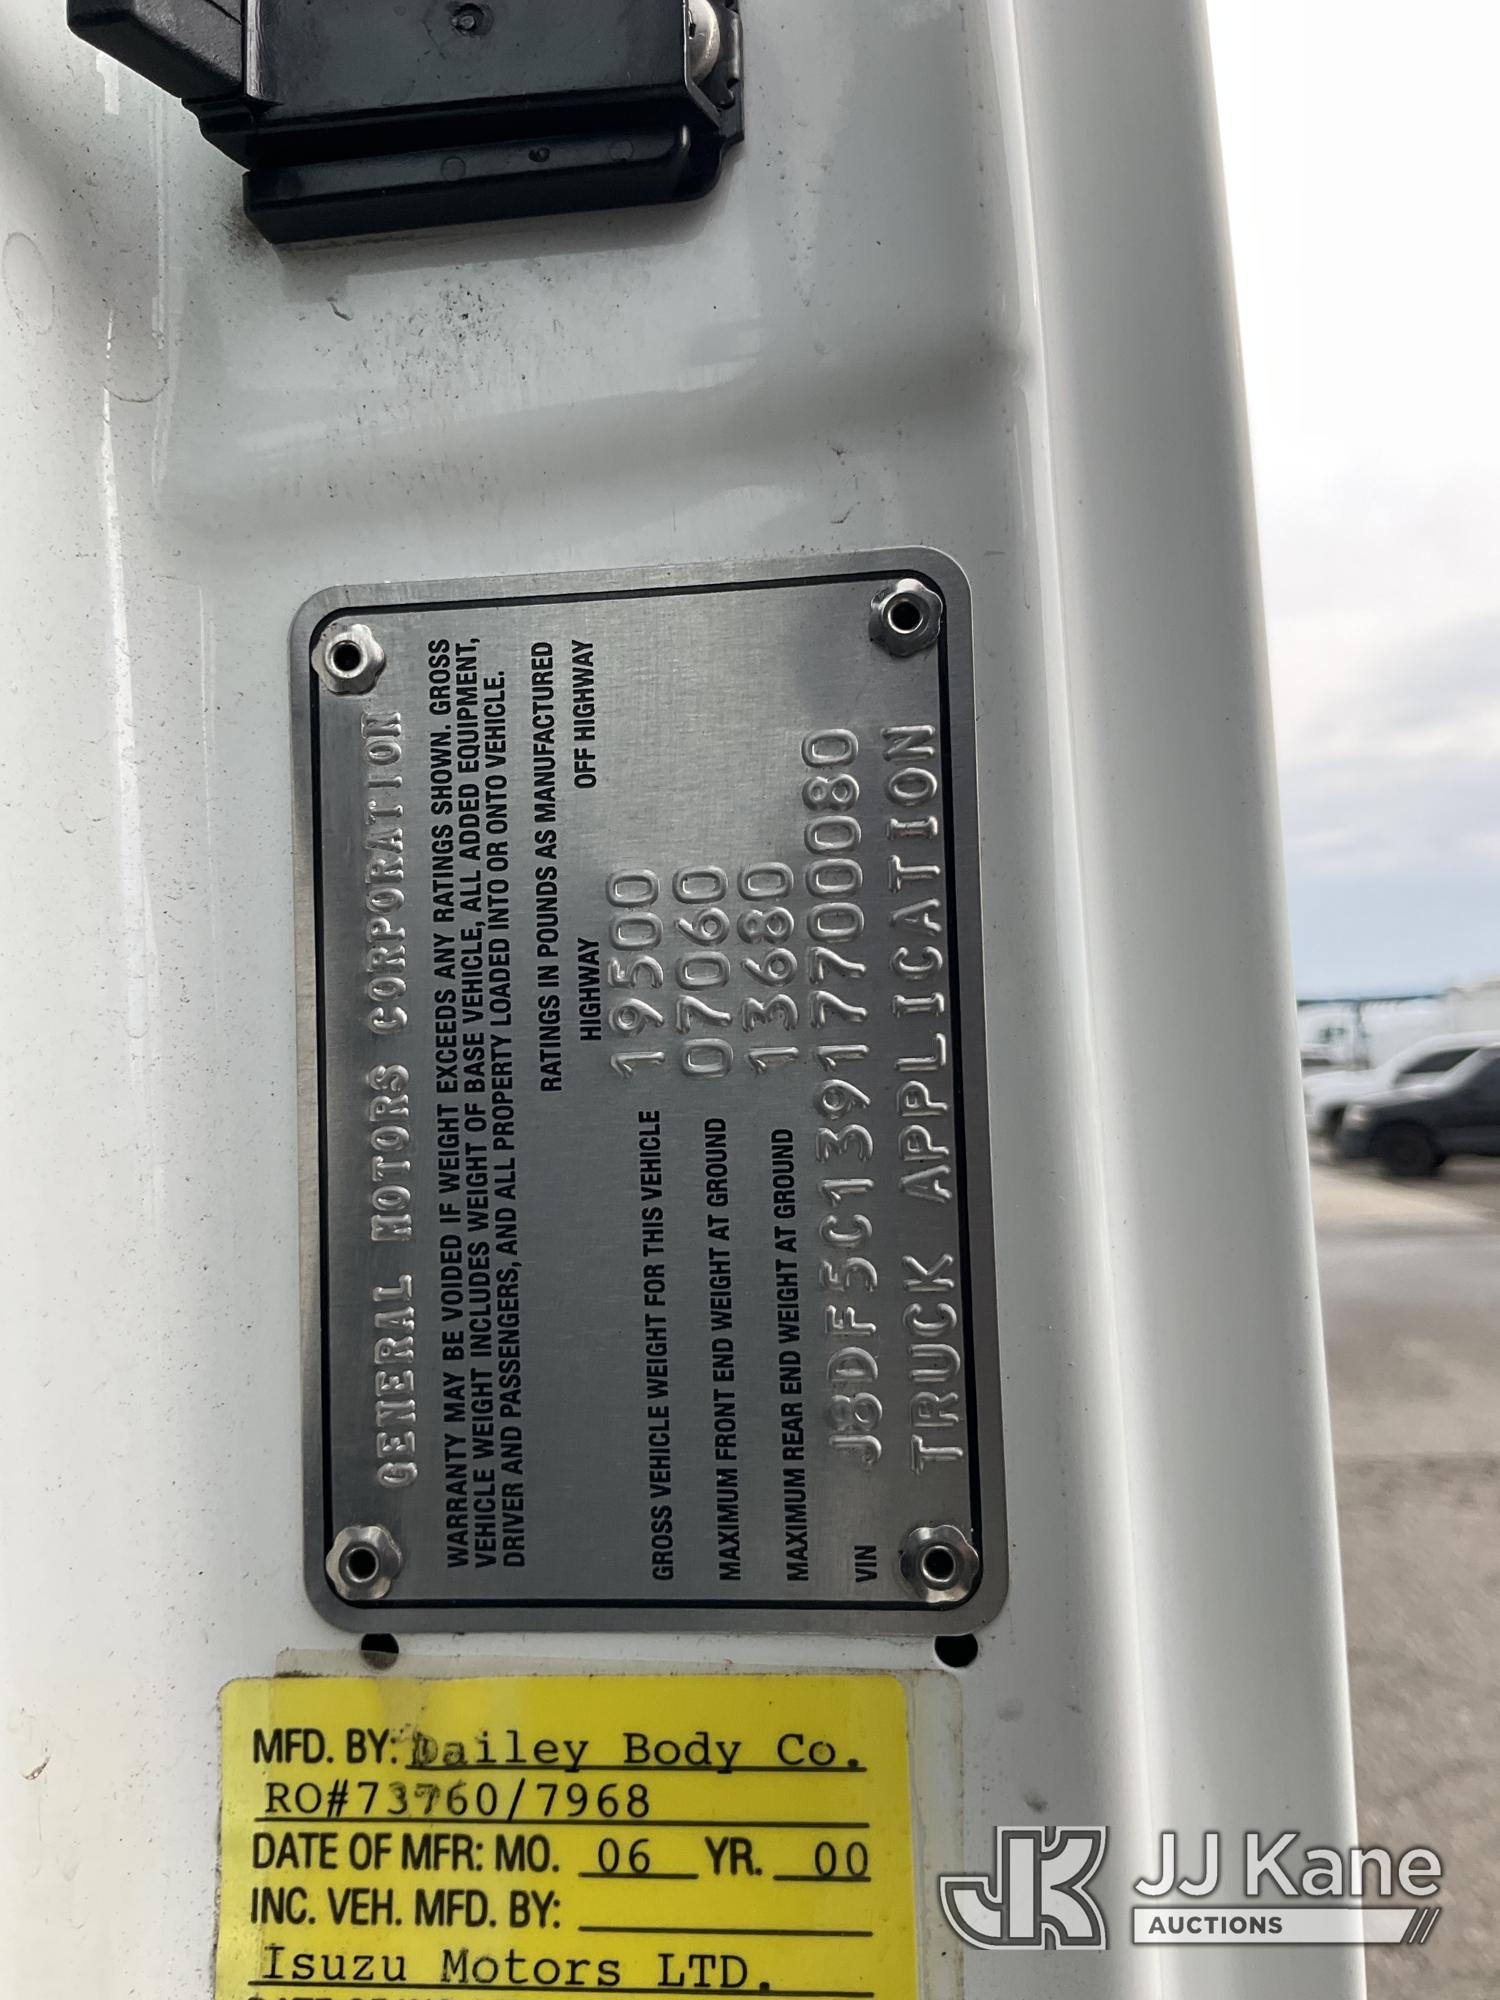 GENERAL MOTORS CORPORATION
WARRANTY MAY BE VOIDED IF WEIGHT EXCEEDS ANY RATINGS SHOWN. GROSS
VEHICLE WEIGHT INCLUDES WEIGHT OF BASE VEHICLE, ALL ADDED EQUIPMENT,
DRIVER AND PASSENGERS, AND ALL PROPERTY LOADED INTO OR ONTO VEHICLE.
RATINGS IN POUNDS AS MANUFACTURED
HIGHWAY OFF HIGHWAY
GROSS VEHICLE WEIGHT FOR THIS VEHICLE 19500
MAXIMUM FRONT END WEIGHT AT GROUND 07060
MAXIMUM REAR END WEIGHT AT GROUND 13680
VIN J8DF5C13917700080
TRUCK APPLICATION
MFD. BY: Dailey Body Co.
RO#73760/7968
DATE OF MFR: MO. 06 YR. 00
INC. VEH. MFD. BY:
Isuzu Motors LTD.
JK JJ Kane
AUCTIONS